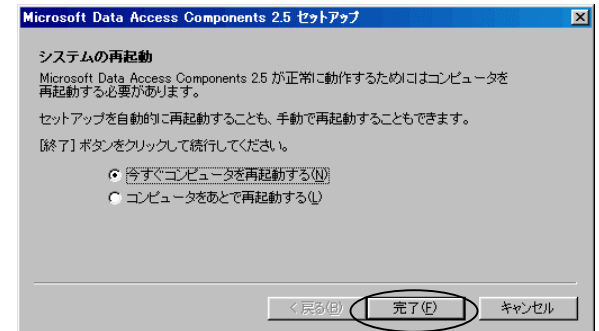 Microsoft Data Access Components 2.5 セットアップ
システムの再起動
Microsoft Data Access Components 2.5 が正常に動作するためにはコンピュータを
再起動する必要があります。
セットアップを自動的に再起動することも、手動で再起動することもできます。
[終了] ボタンをクリックして続行してください。
今すぐコンピュータを再起動する(N)
コンピュータをあとで再起動する(L)
< 戻る(B)
完了(F)
キャンセル